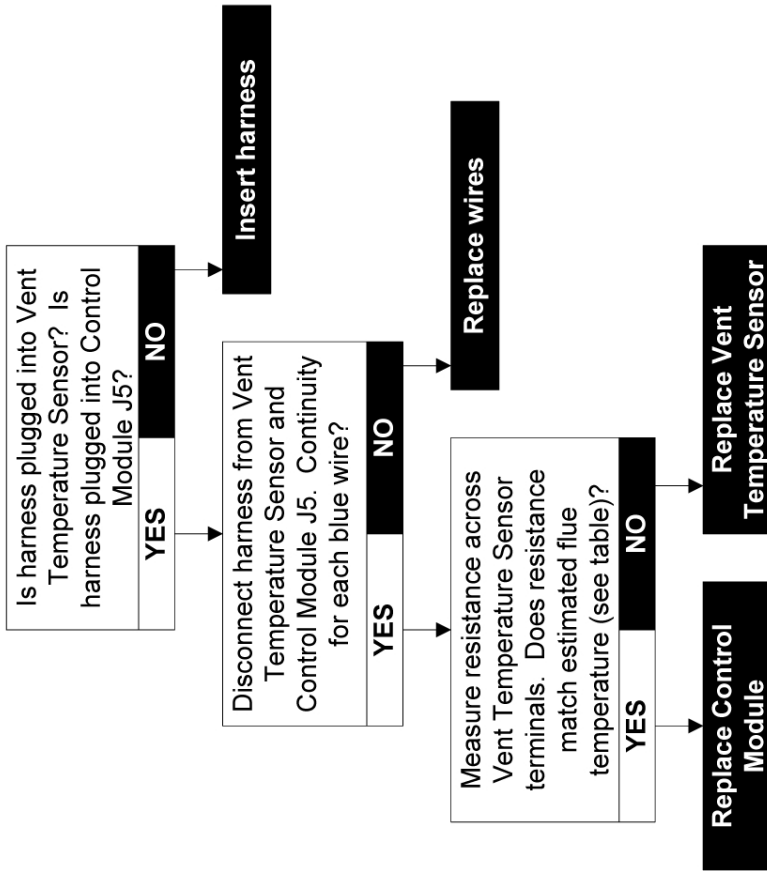 Is harness plugged into Vent
Temperature Sensor?  Is
harness plugged into Control
Module J5?
YES
NO
Insert harness
Disconnect harness from Vent
Temperature Sensor and
Control Module J5.  Continuity
for each blue wire?
YES
NO
Replace wires
Measure resistance across
Vent Temperature Sensor
terminals.  Does resistance
match estimated flue
temperature (see table)?
YES
NO
Replace Control
Module
Replace Vent
Temperature Sensor